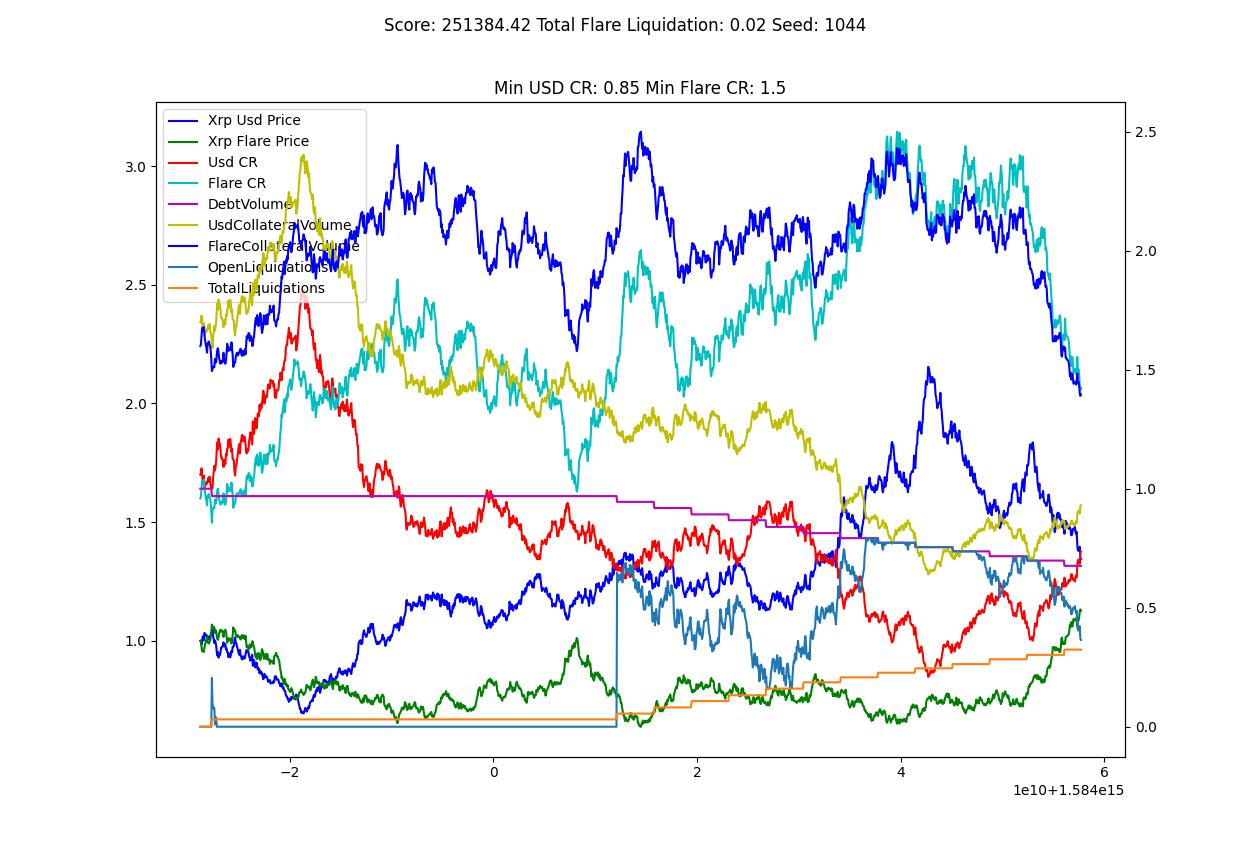 Score: 251384.42 Total Flare Liquidation: 0.02 Seed: 1044
Min USD CR: 0.85 Min Flare CR: 1.5
Xrp Usd Price
Xrp Flare Price
Usd CR
Flare CR
DebtVolume
UsdCollateralVolume
FlareCollateralVolume
OpenLiquidations
TotalLiquidations
3.0
2.5
2.0
1.5
1.0
2.5
2.0
1.5
1.0
0.5
0.0
−2
0
2
4
6
1e10+1.584e15